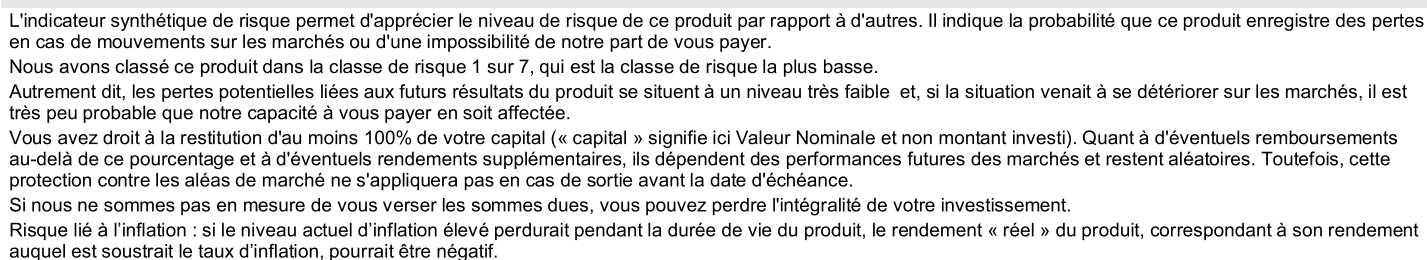 L'indicateur synthétique de risque permet d'apprécier le niveau de risque de ce produit par rapport à d'autres. Il indique la probabilité que ce produit enregistre des pertes
en cas de mouvements sur les marchés ou d'une impossibilité de notre part de vous payer.
Nous avons classé ce produit dans la classe de risque 1 sur 7, qui est la classe de risque la plus basse.
Autrement dit, les pertes potentielles liées aux futurs résultats du produit se situent à un niveau très faible et, si la situation venait à se détériorer sur les marchés, il est
très peu probable que notre capacité à vous payer en soit affectée.
Vous avez droit à la restitution d'au moins 100% de votre capital (« capital » signifie ici Valeur Nominale et non montant investi). Quant à d'éventuels remboursements
au-delà de ce pourcentage et à d'éventuels rendements supplémentaires, ils dépendent des performances futures des marchés et restent aléatoires. Toutefois, cette
protection contre les aléas de marché ne s'appliquera pas en cas de sortie avant la date d'échéance.
Si nous ne sommes pas en mesure de vous verser les sommes dues, vous pouvez perdre l'intégralité de votre investissement.
Risque lié à l’inflation : si le niveau actuel d’inflation élevé perdurait pendant la durée de vie du produit, le rendement « réel » du produit, correspondant à son rendement
auquel est soustrait le taux d’inflation, pourrait être négatif.